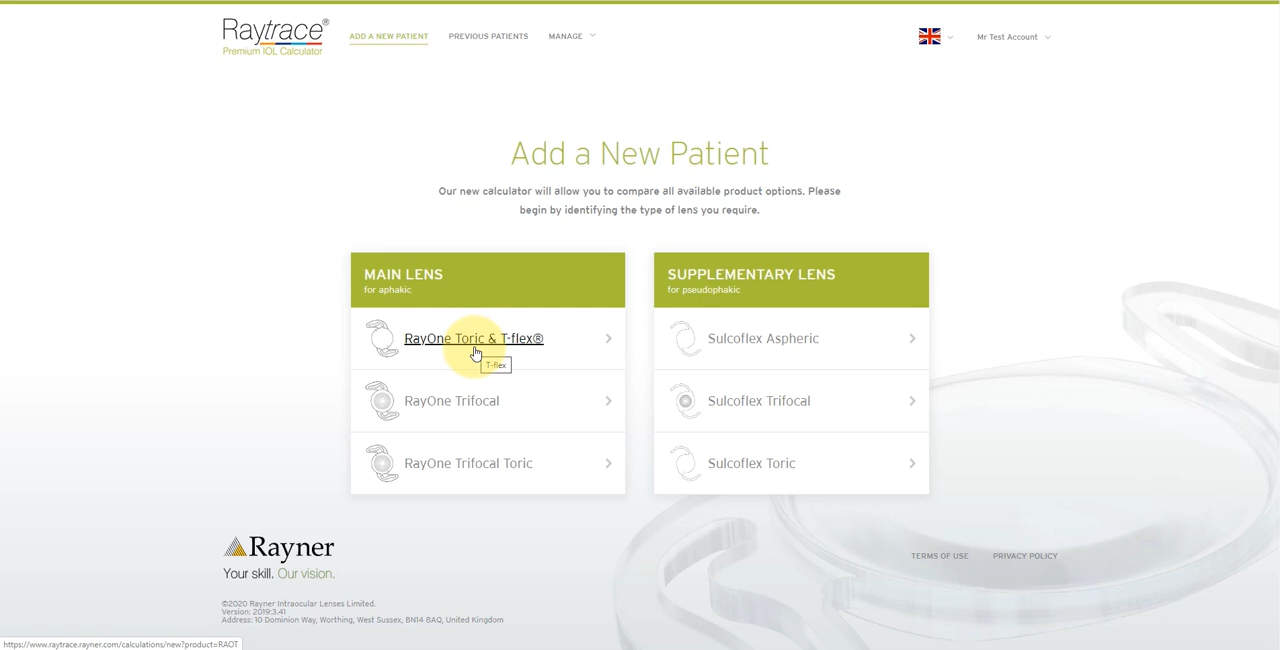 Raytrace®
Premium IOL Calculator
ADD A NEW PATIENT
PREVIOUS PATIENTS
MANAGE
Mr Test Account
Add a New Patient
Our new calculator will allow you to compare all available product options. Please
begin by identifying the type of lens you require.
MAIN LENS
for aphakic
RayOne Toric & T-flex®
T-flex
RayOne Trifocal
RayOne Trifocal Toric
SUPPLEMENTARY LENS
for pseudophakic
Sulcoflex Aspheric
Sulcoflex Trifocal
Sulcoflex Toric
Rayner
Your skill. Our vision.
TERMS OF USE
PRIVACY POLICY
©2020 Rayner Intraocular Lenses Limited.
Version: 2019:3.41
Address: 10 Dominion Way, Worthing, West Sussex, BN14 8AQ, United Kingdom
https://www.raytrace.rayner.com/calculations/new?product=RAOT